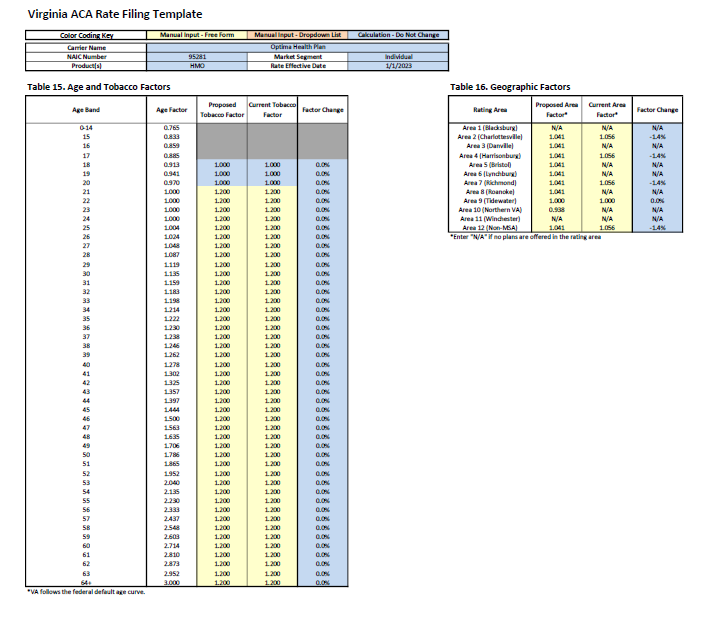 Virginia ACA Rate Filing Template
Color Coding Key Manual Input - Free Form Manual Input - Dropdown List Calculation - Do Not Change
Carrier Name Optima Health Plan
NAIC Number 95281 Market Segment Individual
Product(s) HMO Rate Effective Date 1/1/2023
Table 15. Age and Tobacco Factors
Age Band Age Factor Proposed Tobacco Factor Current Tobacco Factor Factor Change
0-14 0.765
15 0.833
16 0.859
17 0.885
18 0.913 1.000 1.000 0.0%
19 0.941 1.000 1.000 0.0%
20 0.970 1.000 1.000 0.0%
21 1.000 1.200 1.200 0.0%
22 1.000 1.200 1.200 0.0%
23 1.000 1.200 1.200 0.0%
24 1.000 1.200 1.200 0.0%
25 1.004 1.200 1.200 0.0%
26 1.024 1.200 1.200 0.0%
27 1.048 1.200 1.200 0.0%
28 1.087 1.200 1.200 0.0%
29 1.119 1.200 1.200 0.0%
30 1.135 1.200 1.200 0.0%
31 1.159 1.200 1.200 0.0%
32 1.183 1.200 1.200 0.0%
33 1.198 1.200 1.200 0.0%
34 1.214 1.200 1.200 0.0%
35 1.222 1.200 1.200 0.0%
36 1.230 1.200 1.200 0.0%
37 1.238 1.200 1.200 0.0%
38 1.246 1.200 1.200 0.0%
39 1.262 1.200 1.200 0.0%
40 1.278 1.200 1.200 0.0%
41 1.302 1.200 1.200 0.0%
42 1.325 1.200 1.200 0.0%
43 1.357 1.200 1.200 0.0%
44 1.397 1.200 1.200 0.0%
45 1.444 1.200 1.200 0.0%
46 1.500 1.200 1.200 0.0%
47 1.563 1.200 1.200 0.0%
48 1.635 1.200 1.200 0.0%
49 1.706 1.200 1.200 0.0%
50 1.786 1.200 1.200 0.0%
51 1.865 1.200 1.200 0.0%
52 1.952 1.200 1.200 0.0%
53 2.040 1.200 1.200 0.0%
54 2.135 1.200 1.200 0.0%
55 2.230 1.200 1.200 0.0%
56 2.333 1.200 1.200 0.0%
57 2.437 1.200 1.200 0.0%
58 2.548 1.200 1.200 0.0%
59 2.603 1.200 1.200 0.0%
60 2.714 1.200 1.200 0.0%
61 2.810 1.200 1.200 0.0%
62 2.873 1.200 1.200 0.0%
63 2.952 1.200 1.200 0.0%
64+ 3.000 1.200 1.200 0.0%
*VA follows the federal default age curve.
Table 16. Geographic Factors
Rating Area Proposed Area Factor* Current Area Factor* Factor Change
Area 1 (Blacksburg) N/A N/A N/A
Area 2 (Charlottesville) 1.041 1.056 -1.4%
Area 3 (Danville) 1.041 N/A N/A
Area 4 (Harrisonburg) 1.041 1.056 -1.4%
Area 5 (Bristol) 1.041 N/A N/A
Area 6 (Lynchburg) 1.041 N/A N/A
Area 7 (Richmond) 1.041 1.056 -1.4%
Area 8 (Roanoke) 1.041 N/A N/A
Area 9 (Tidewater) 1.000 1.000 0.0%
Area 10 (Northern VA) 0.938 N/A N/A
Area 11 (Winchester) N/A N/A N/A
Area 12 (Non-MSA) 1.041 1.056 -1.4%
*Enter "N/A" if no plans are offered in the rating area